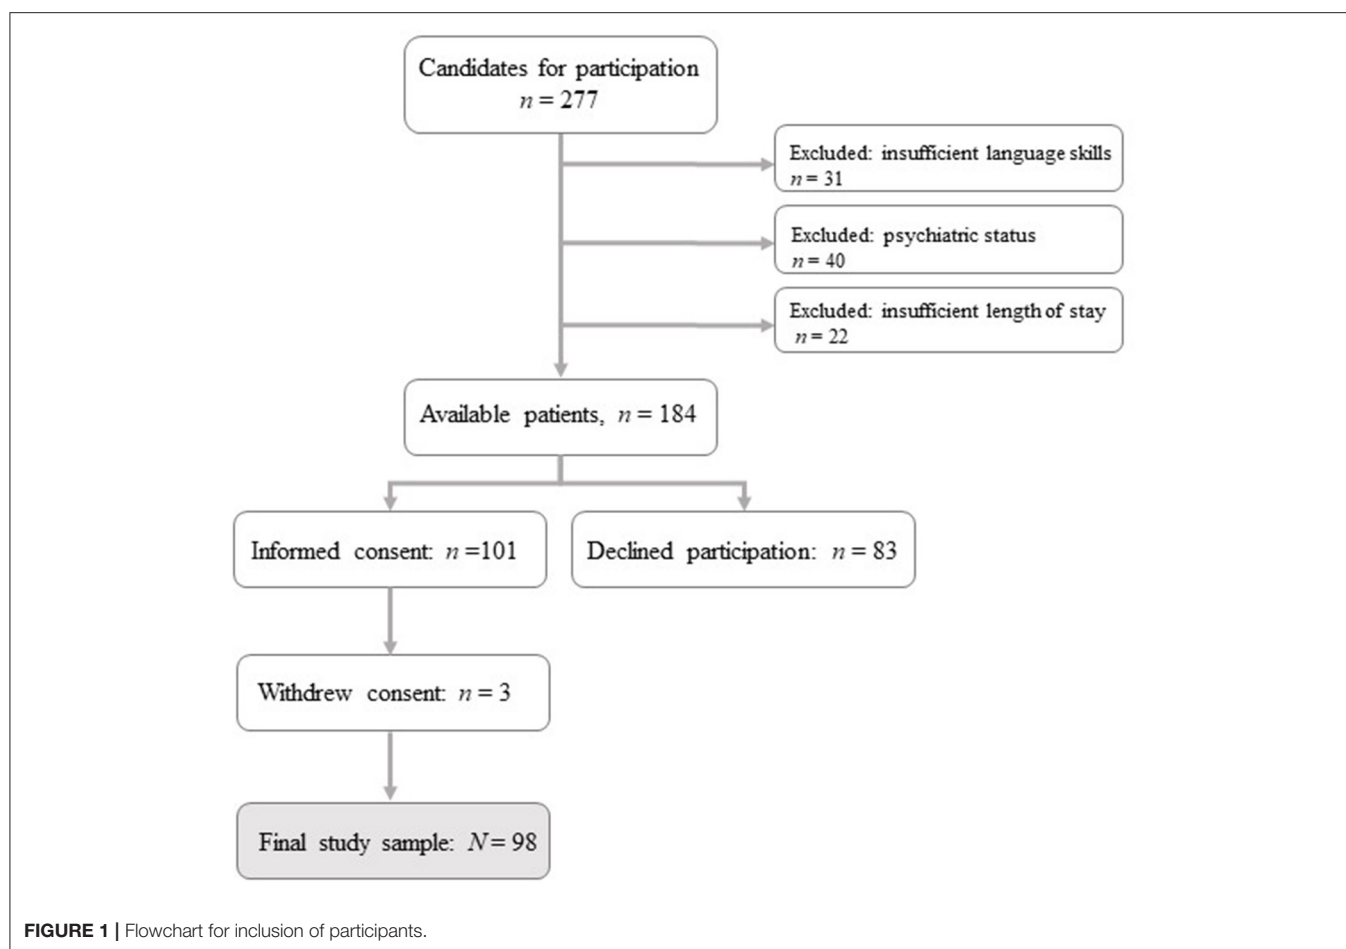 Candidates for participation
n = 277
Excluded: insufficient language skills
n = 31
Excluded: psychiatric status
n = 40
Excluded: insufficient length of stay
n = 22
Available patients, n = 184
Informed consent: n =101
Declined participation: n = 83
Withdrew consent: n = 3
Final study sample: N = 98
FIGURE 1 | Flowchart for inclusion of participants.